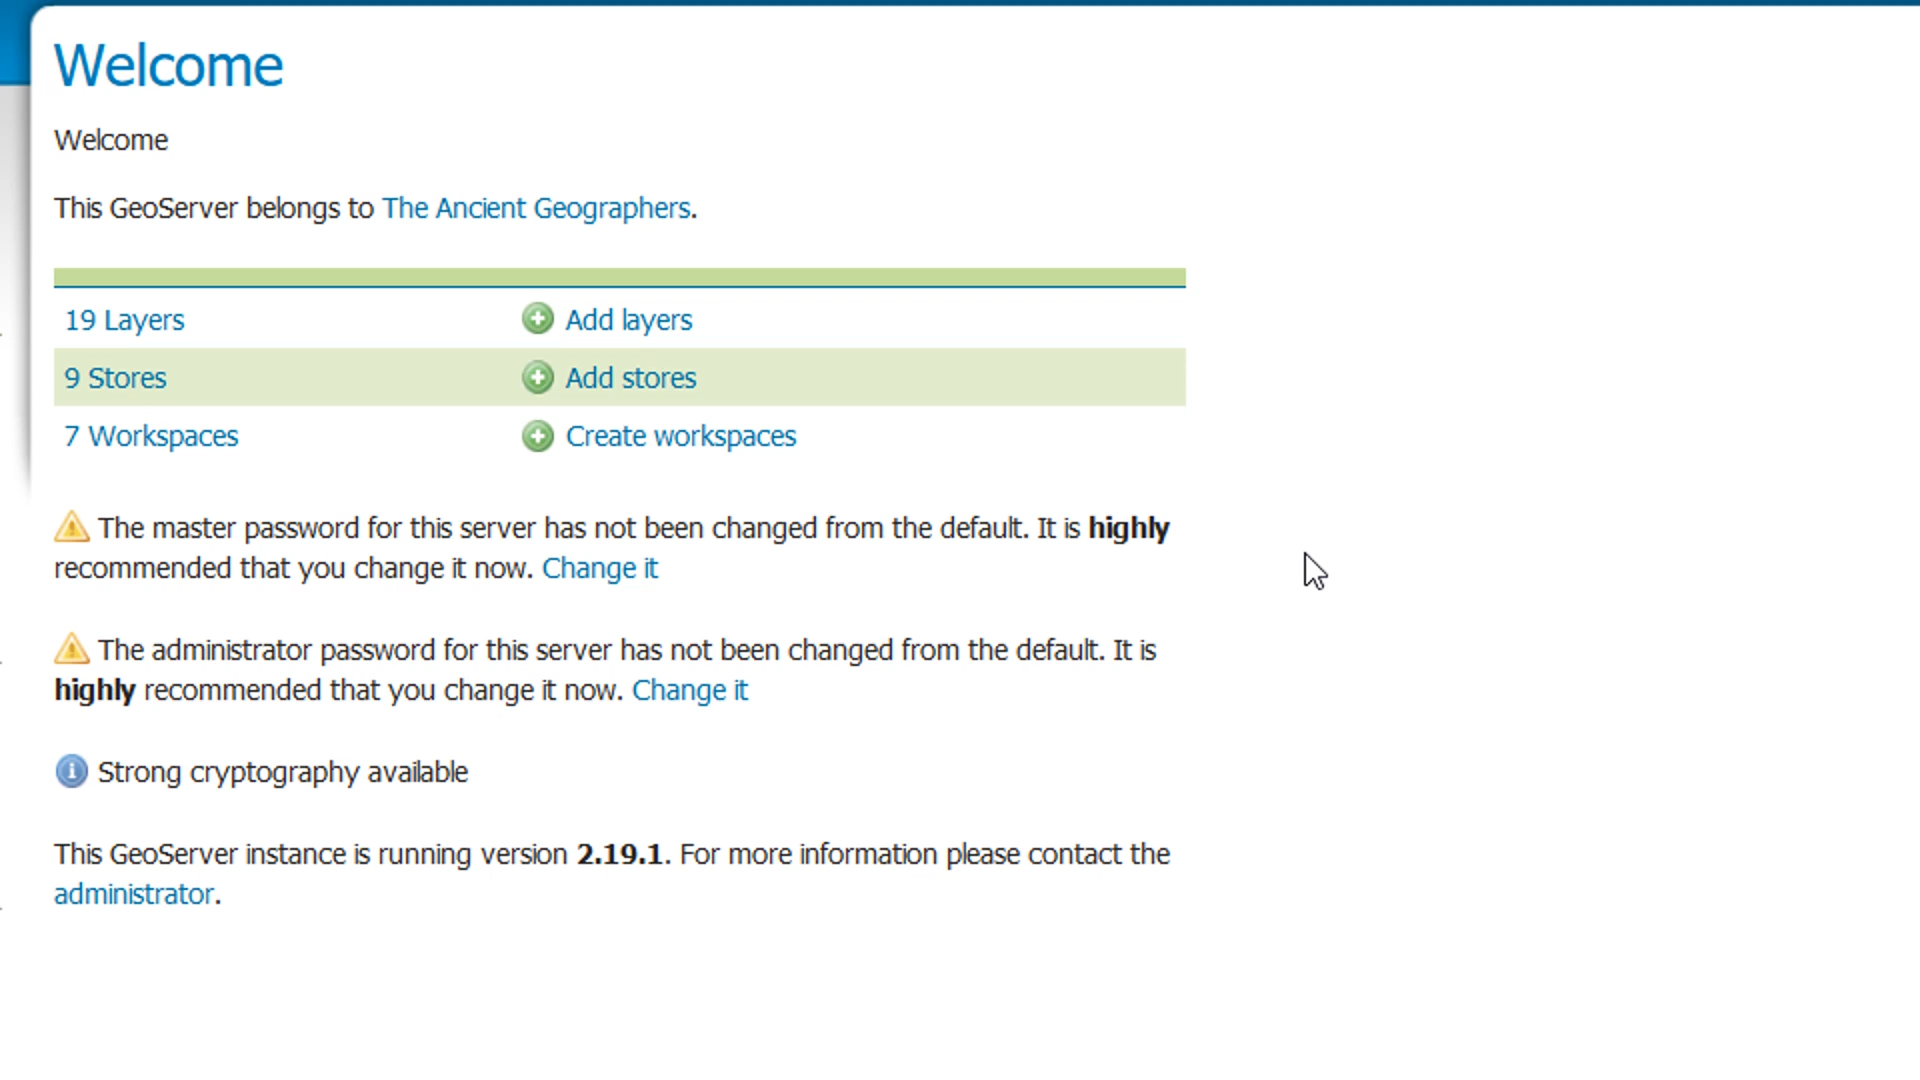 Welcome
Welcome
This GeoServer belongs to The Ancient Geographers.
19 Layers Add layers
9 Stores Add stores
7 Workspaces Create workspaces
The master password for this server has not been changed from the default. It is highly
recommended that you change it now. Change it
The administrator password for this server has not been changed from the default. It is
highly recommended that you change it now. Change it
Strong cryptography available
This GeoServer instance is running version 2.19.1. For more information please contact the
administrator.